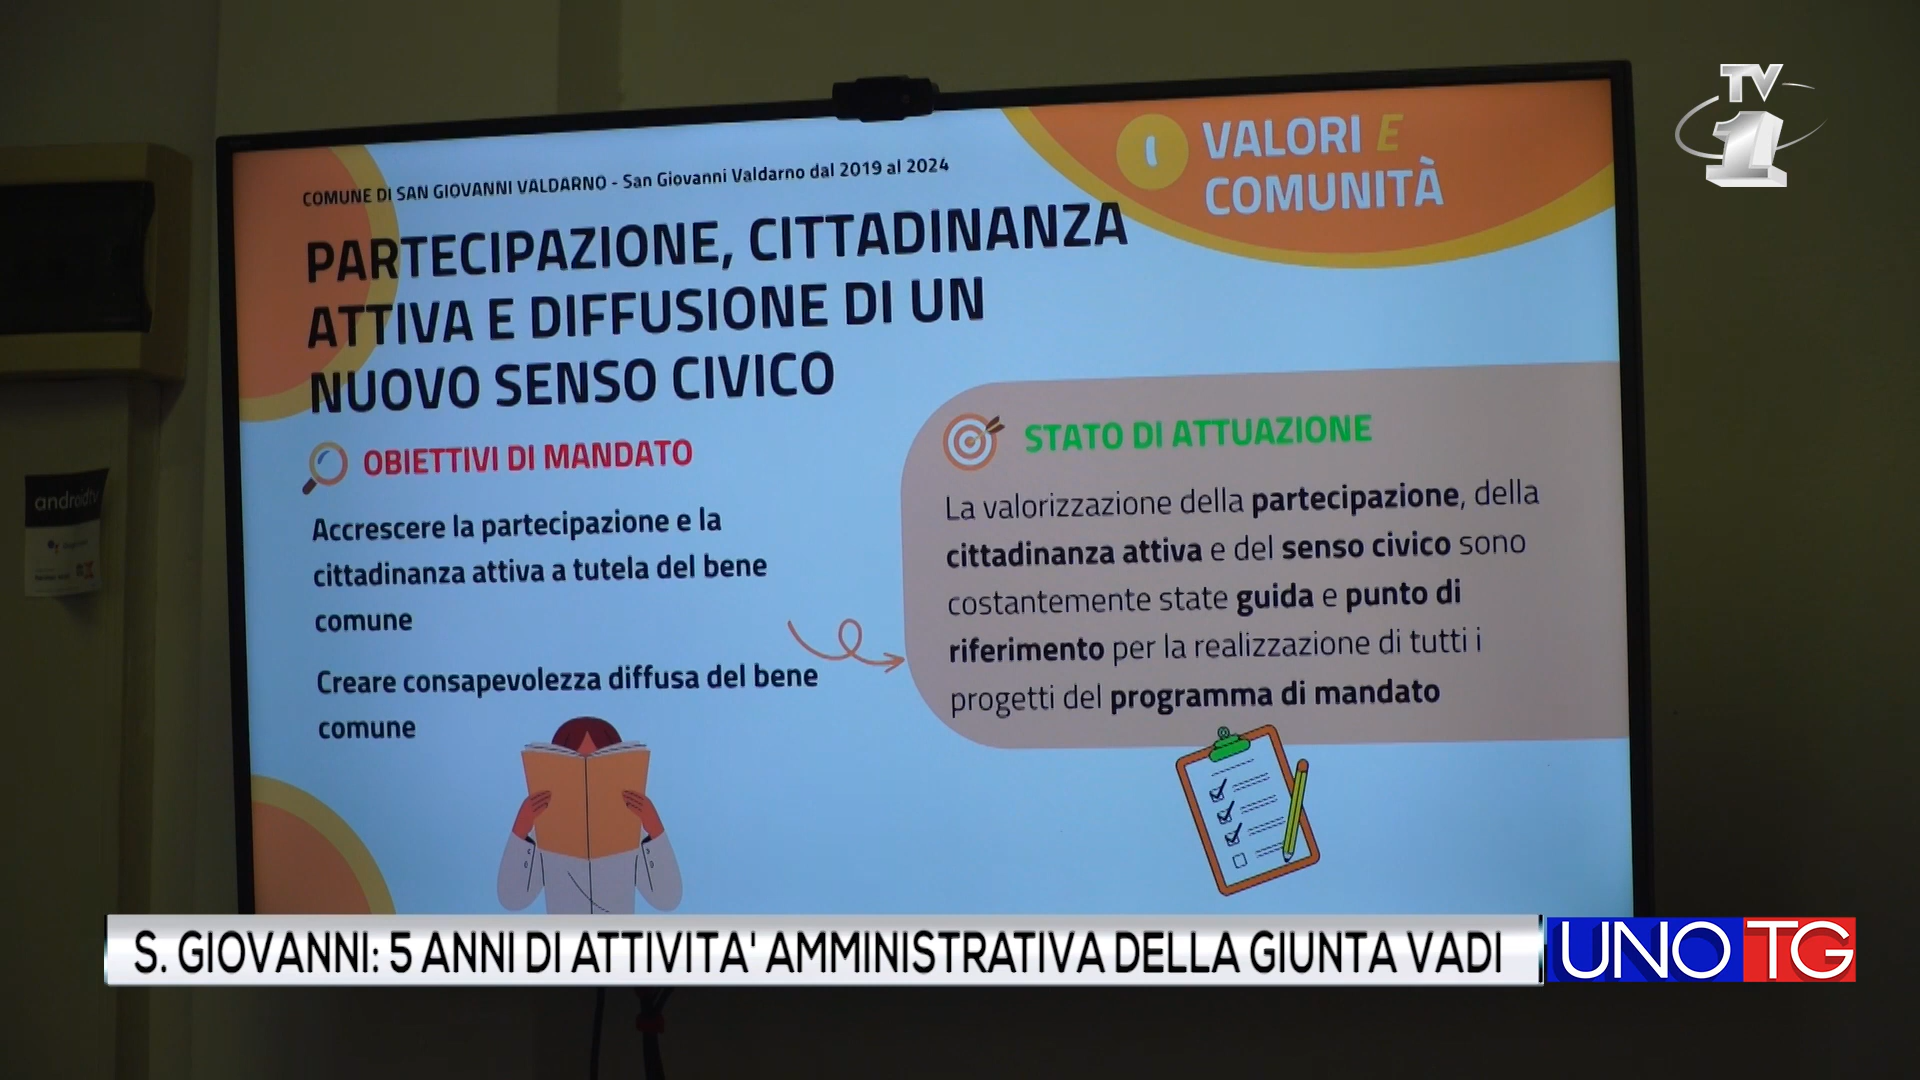 TV
1
VALORI E
COMUNITÀ
COMUNE DI SAN GIOVANNI VALDARNO - San Giovanni Valdarno dal 2019 al 2024
PARTECIPAZIONE, CITTADINANZA
ATTIVA E DIFFUSIONE DI UN
NUOVO SENSO CIVICO
OBIETTIVI DI MANDATO
Accrescere la partecipazione e la
cittadinanza attiva a tutela del bene
comune
Creare consapevolezza diffusa del bene
comune
STATO DI ATTUAZIONE
La valorizzazione della partecipazione, della
cittadinanza attiva e del senso civico sono
costantemente state guida e punto di
riferimento per la realizzazione di tutti i
progetti del programma di mandato
androidtv
S. GIOVANNI: 5 ANNI DI ATTIVITA' AMMINISTRATIVA DELLA GIUNTA VADI
UNO TG